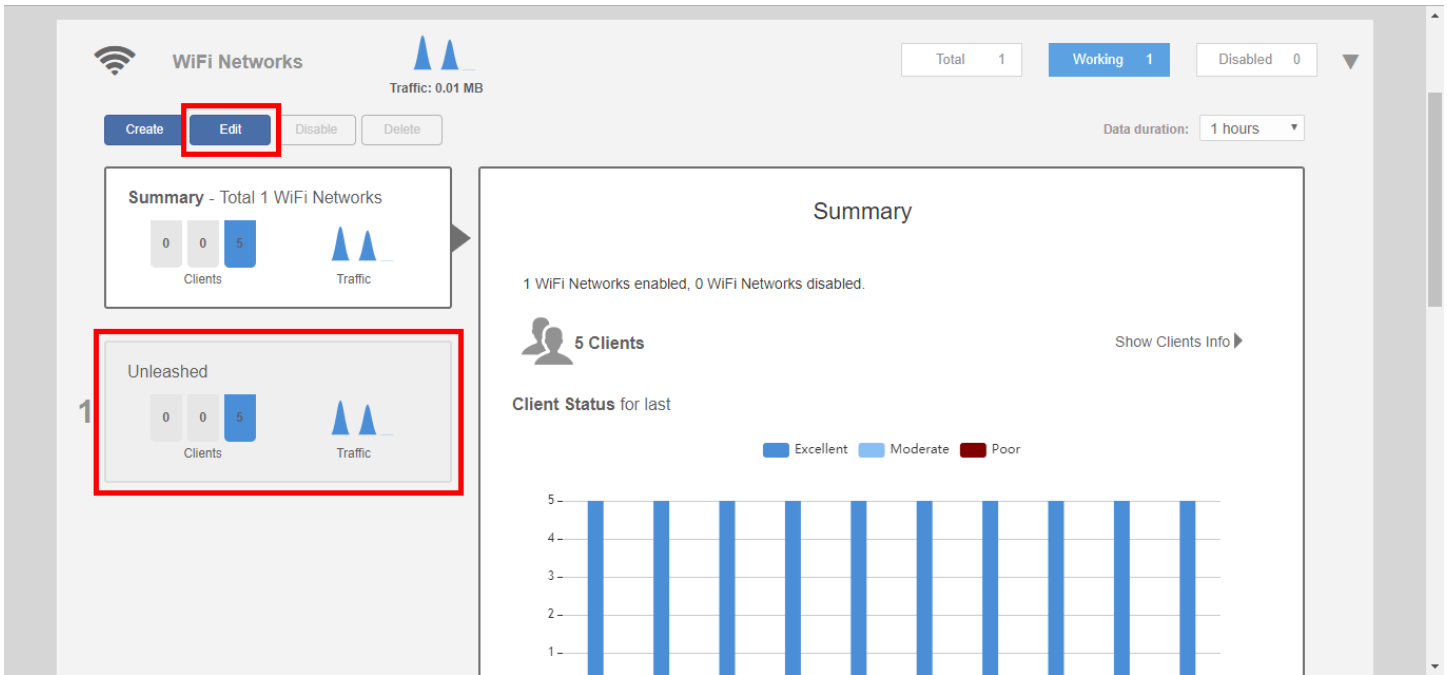 WiFi Networks
Traffic: 0.01 MB
Total 1
Working 1
Disabled 0
Create
Edit
Disable
Delete
Data duration:
1 hours
Summary - Total 1 WiFi Networks
0 0 5
Clients
Traffic
1
Unleashed
0 0 5
Clients
Traffic
Summary
1 WiFi Networks enabled, 0 WiFi Networks disabled.
5 Clients
Show Clients Info
Client Status for last
Excellent
Moderate
Poor
5
4
3
2
1